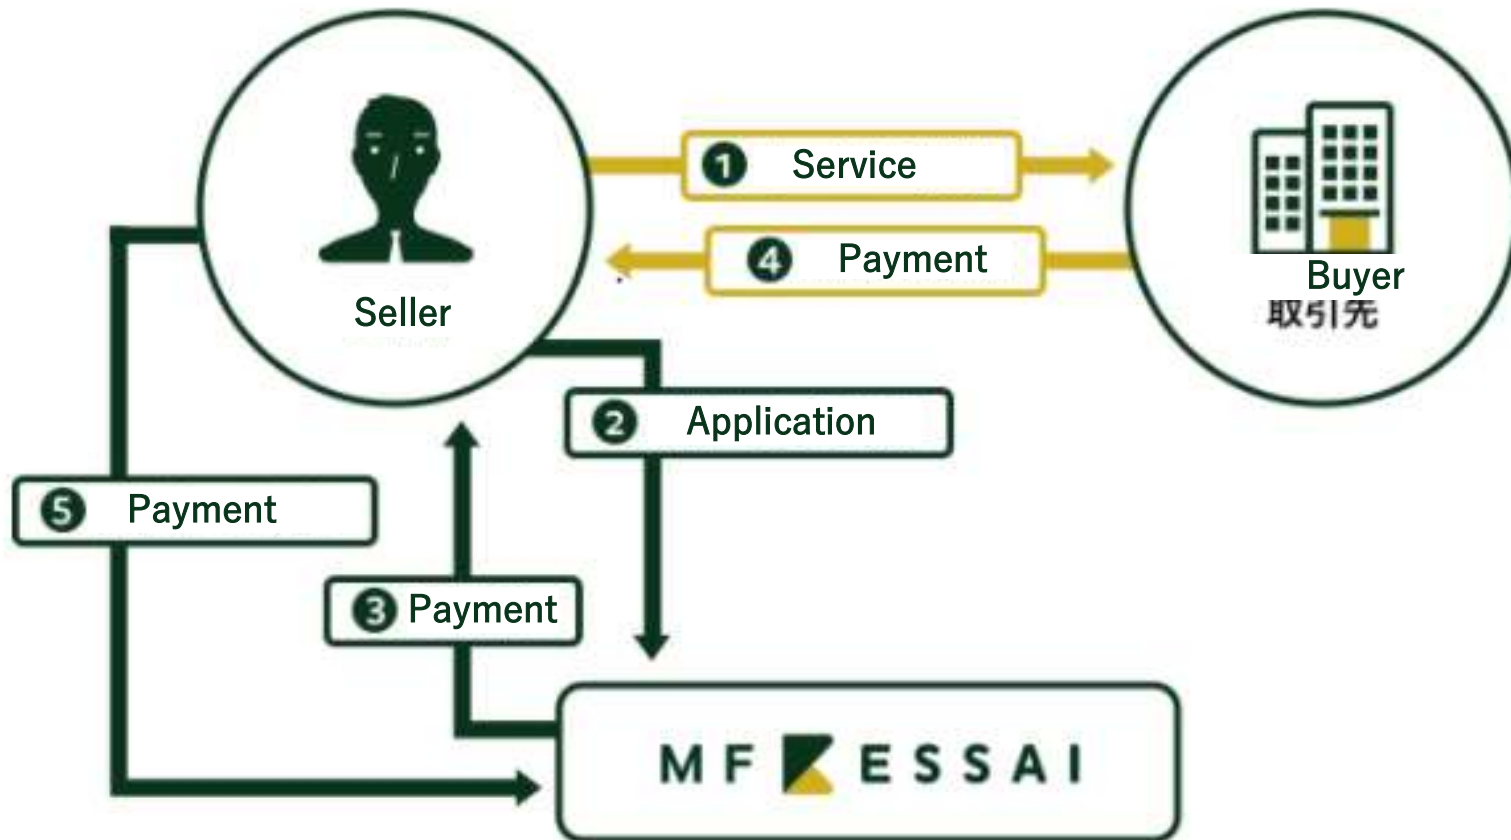 1 Service
4 Payment
Seller
Buyer
取引先
2 Application
5 Payment
3 Payment
MF KESSAI